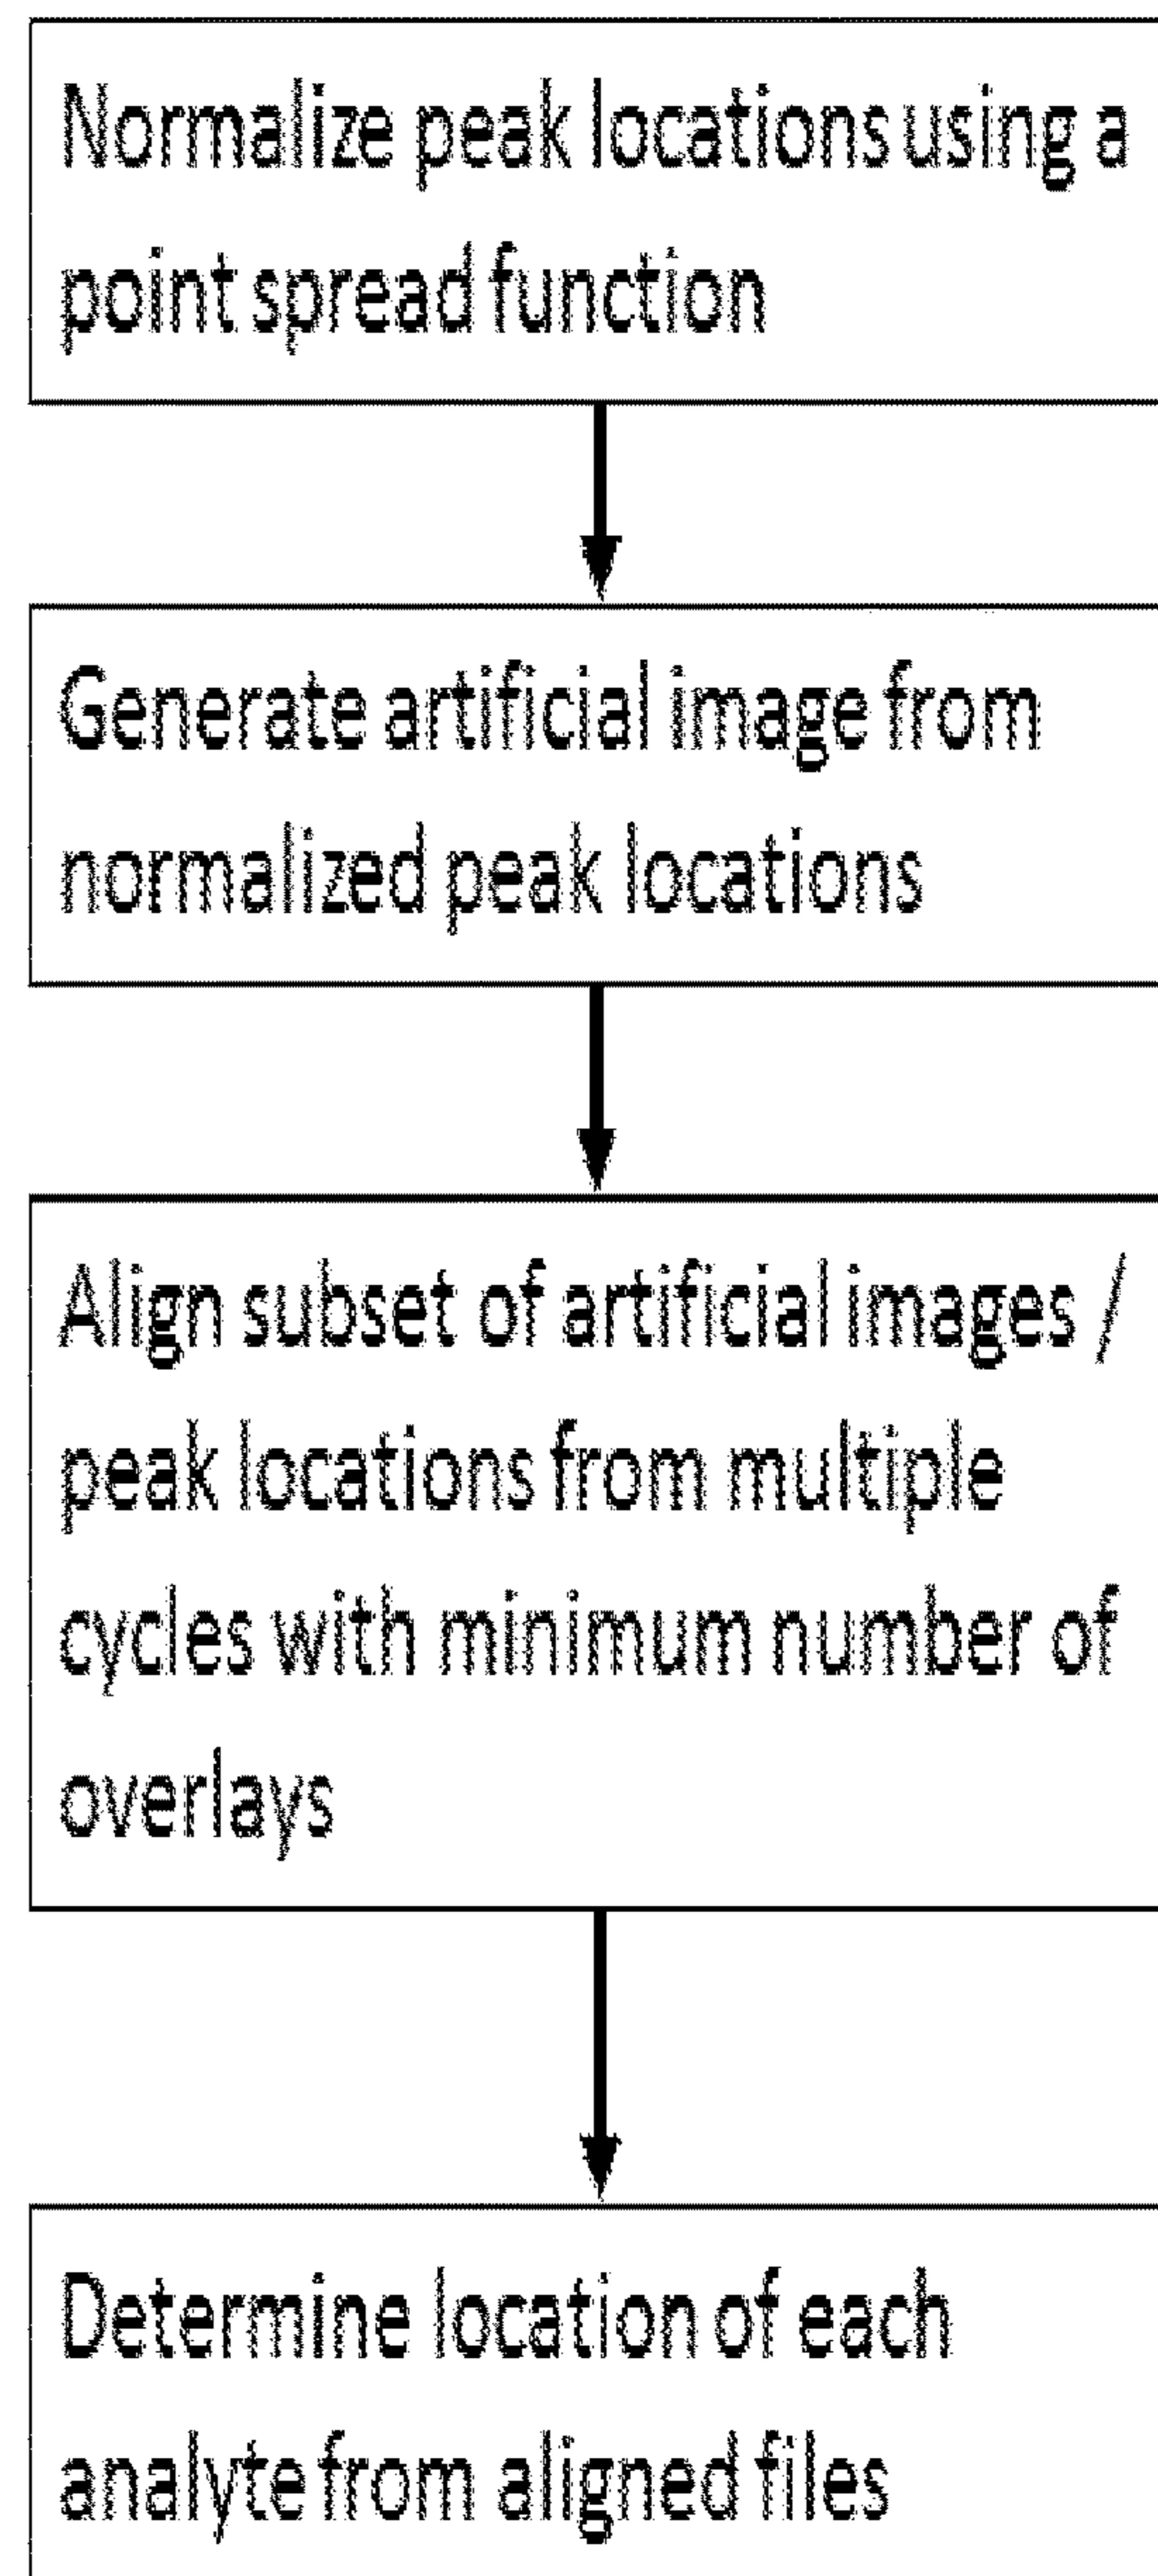 Normalize peak locations using a
point spread function
Generate artificial image from
normalized peak locations
Align subset of artificial images /
peak locations from multiple
cycles with minimum number of
overlays
Determine location of each
analyte from aligned files